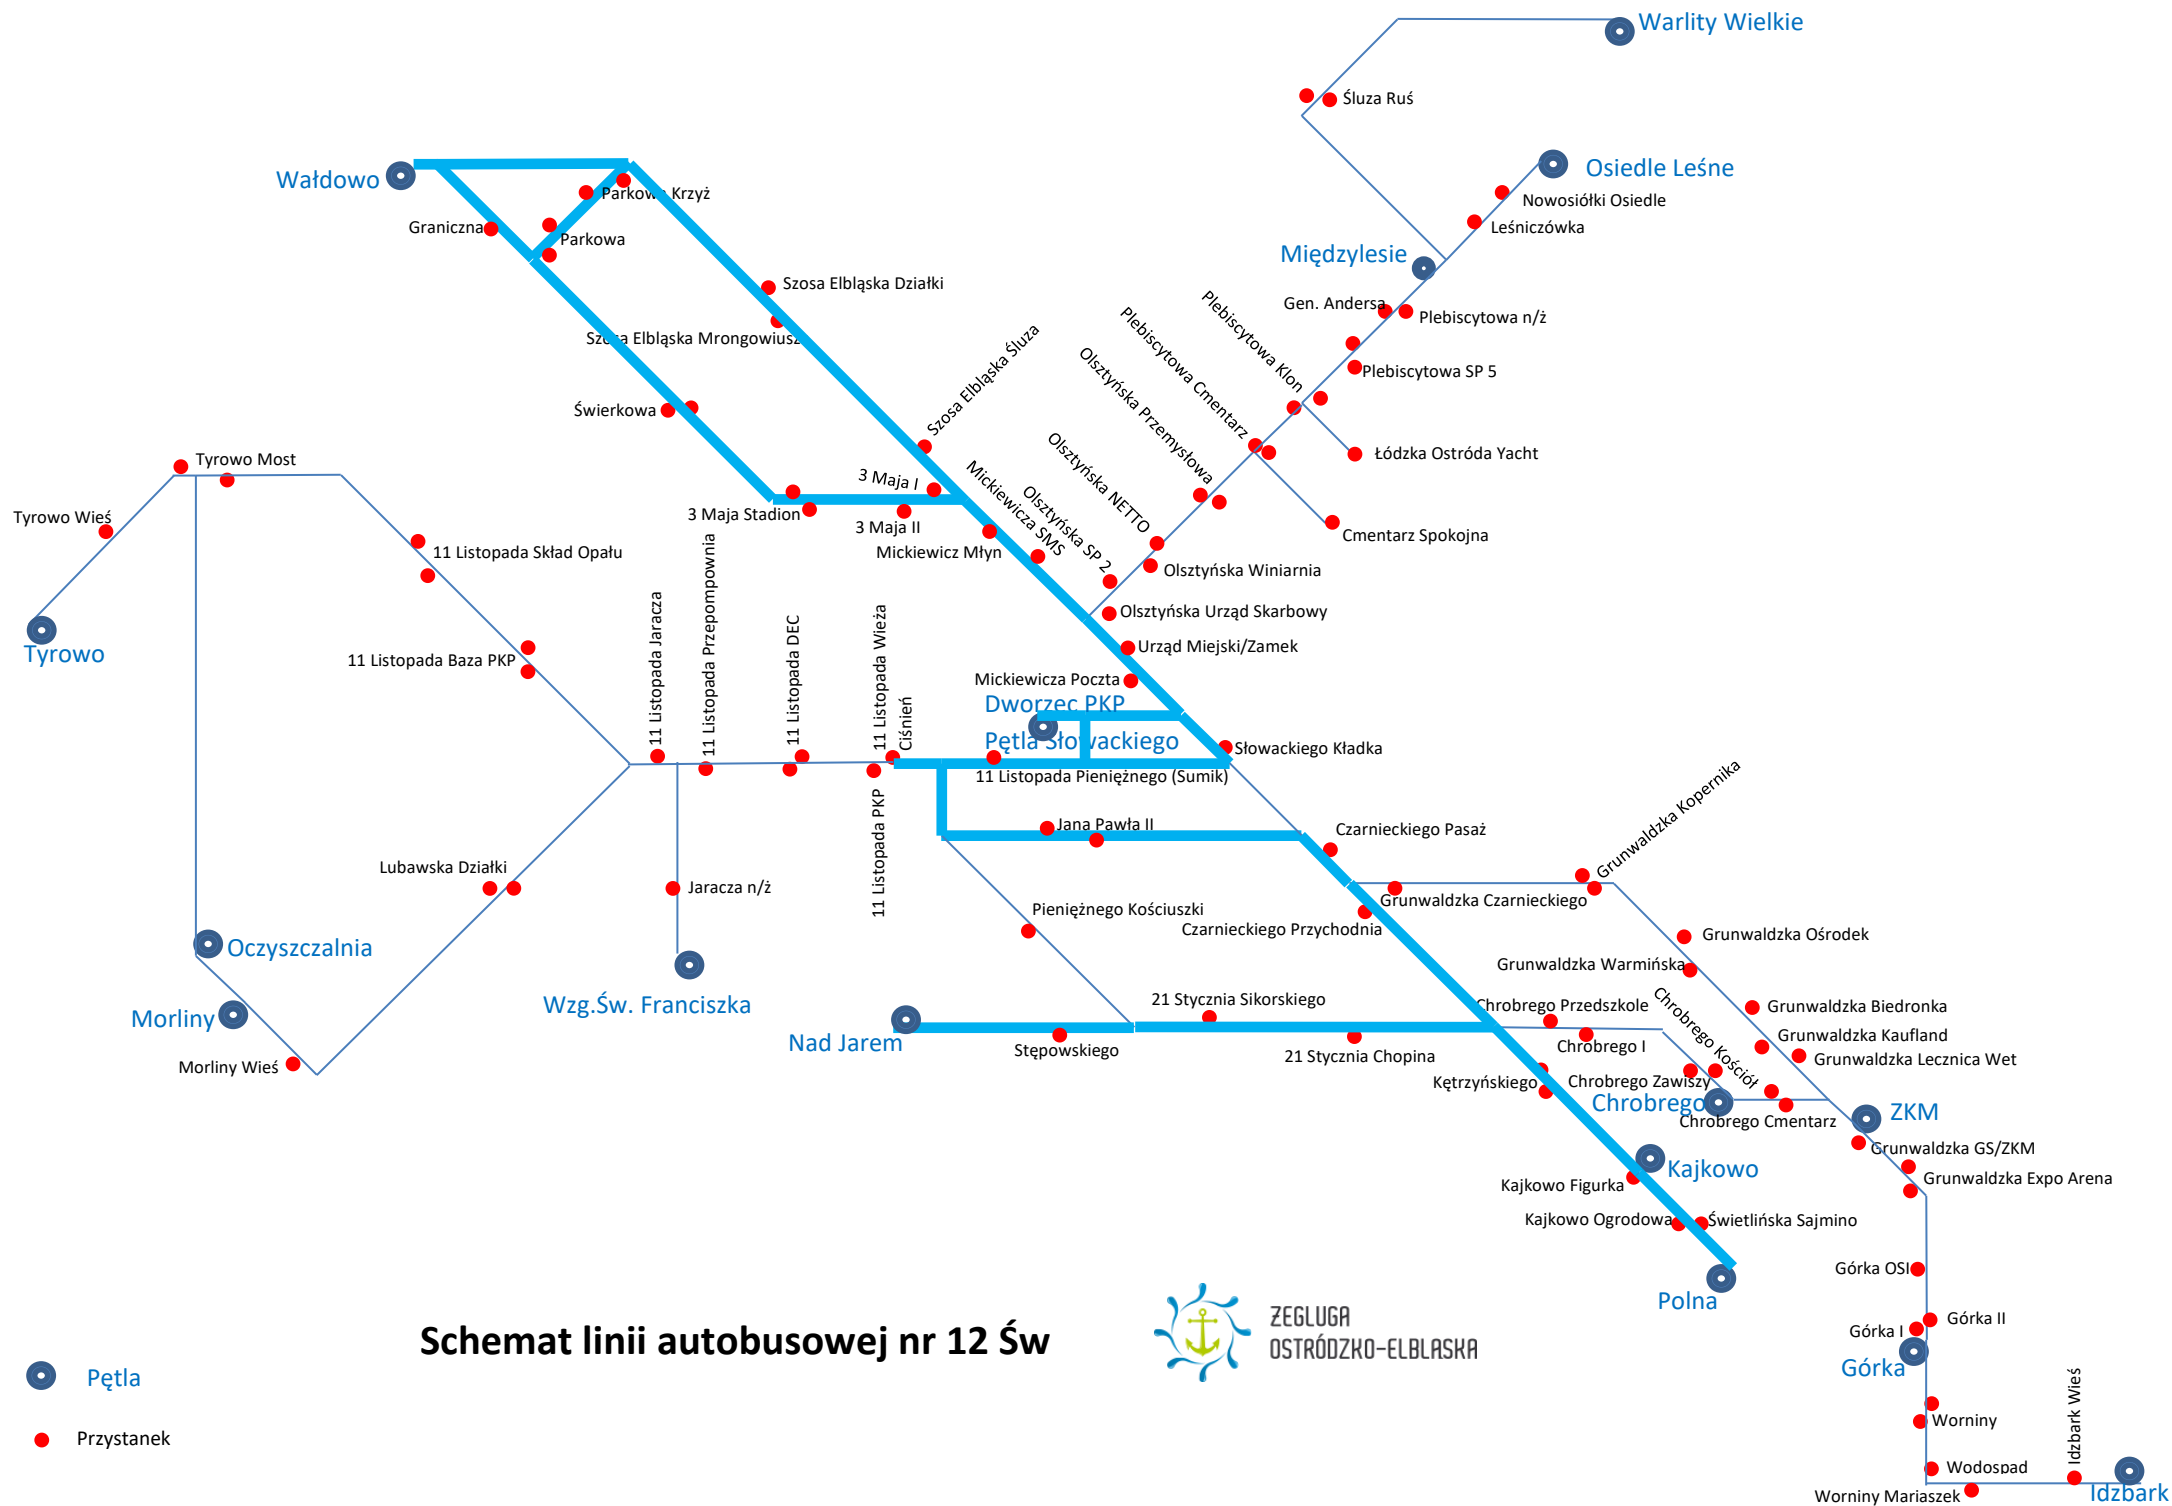 Warlity Wielkie
Śluza Ruś
Osiedle Leśne
Wałdowo
Parkowa Krzyż
Nowosiółki Osiedle
Graniczna
Leśniczówka
Parkowa
Międzylesie
Szosa Elbląska Działki
Gen. Andersa
Plebiscytowa n/ż
Szosa Elbląska Mrongowiusz
Plebiscytowa Klon
Plebiscytowa Cmentarz
Szosa Elbląska Śluza
Olsztyńska Przemysłowa
Plebiscytowa SP 5
Świerkowa
Łódzka Ostróda Yacht
Tyrowo Most
Olsztyńska NETTO
3 Maja I
Mickiewicza SMS
Olsztyńska SP 2
Tyrowo Wieś
3 Maja Stadion
3 Maja II
Cmentarz Spokojna
11 Listopada Skład Opału
Mickiewicz Młyn
Olsztyńska Winiarnia
Olsztyńska Urząd Skarbowy
11 Listopada Jaracza
11 Listopada Przepompownia
11 Listopada DEC
11 Listopada Wieża
Ciśnień
Tyrowo
11 Listopada Baza PKP
Urząd Miejski/Zamek
Mickiewicza Poczta
Dworzec PKP
Pętla Słowackiego
Słowackiego Kładka
11 Listopada Pieniężnego (Sumik)
11 Listopada PKP
Jana Pawła II
Czarnieckiego Pasaż
Grunwaldzka Kopernika
Lubawska Działki
Jaracza n/ż
Grunwaldzka Czarnieckiego
Pieniężnego Kościuszki
Czarnieckiego Przychodnia
Grunwaldzka Ośrodek
Oczyszczalnia
Grunwaldzka Warmińska
Wzg.Św. Franciszka
21 Stycznia Sikorskiego
Chrobrego Przedszkole
Chrobrego Kościół
Grunwaldzka Biedronka
Morliny
Nad Jarem
Stępowskiego
21 Stycznia Chopina
Chrobrego I
Grunwaldzka Kaufland
Grunwaldzka Lecznica Wet
Morliny Wieś
Kętrzyńskiego
Chrobrego Zawiszy
Chrobrego
ZKM
Chrobrego Cmentarz
Grunwaldzka GS/ZKM
Kajkowo
Grunwaldzka Expo Arena
Kajkowo Figurka
Kajkowo Ogrodowa
Świetlińska Sajmino
Górka OSI
Polna
Górka II
Górka I
Górka
Schemat linii autobusowej nr 12 Św
ŻEGLUGA
OSTRÓDZKO-ELBLASKA
Pętla
Przystanek
Worniny
Idzbark Wieś
Wodospad
Worniny Mariaszek
Idzbark